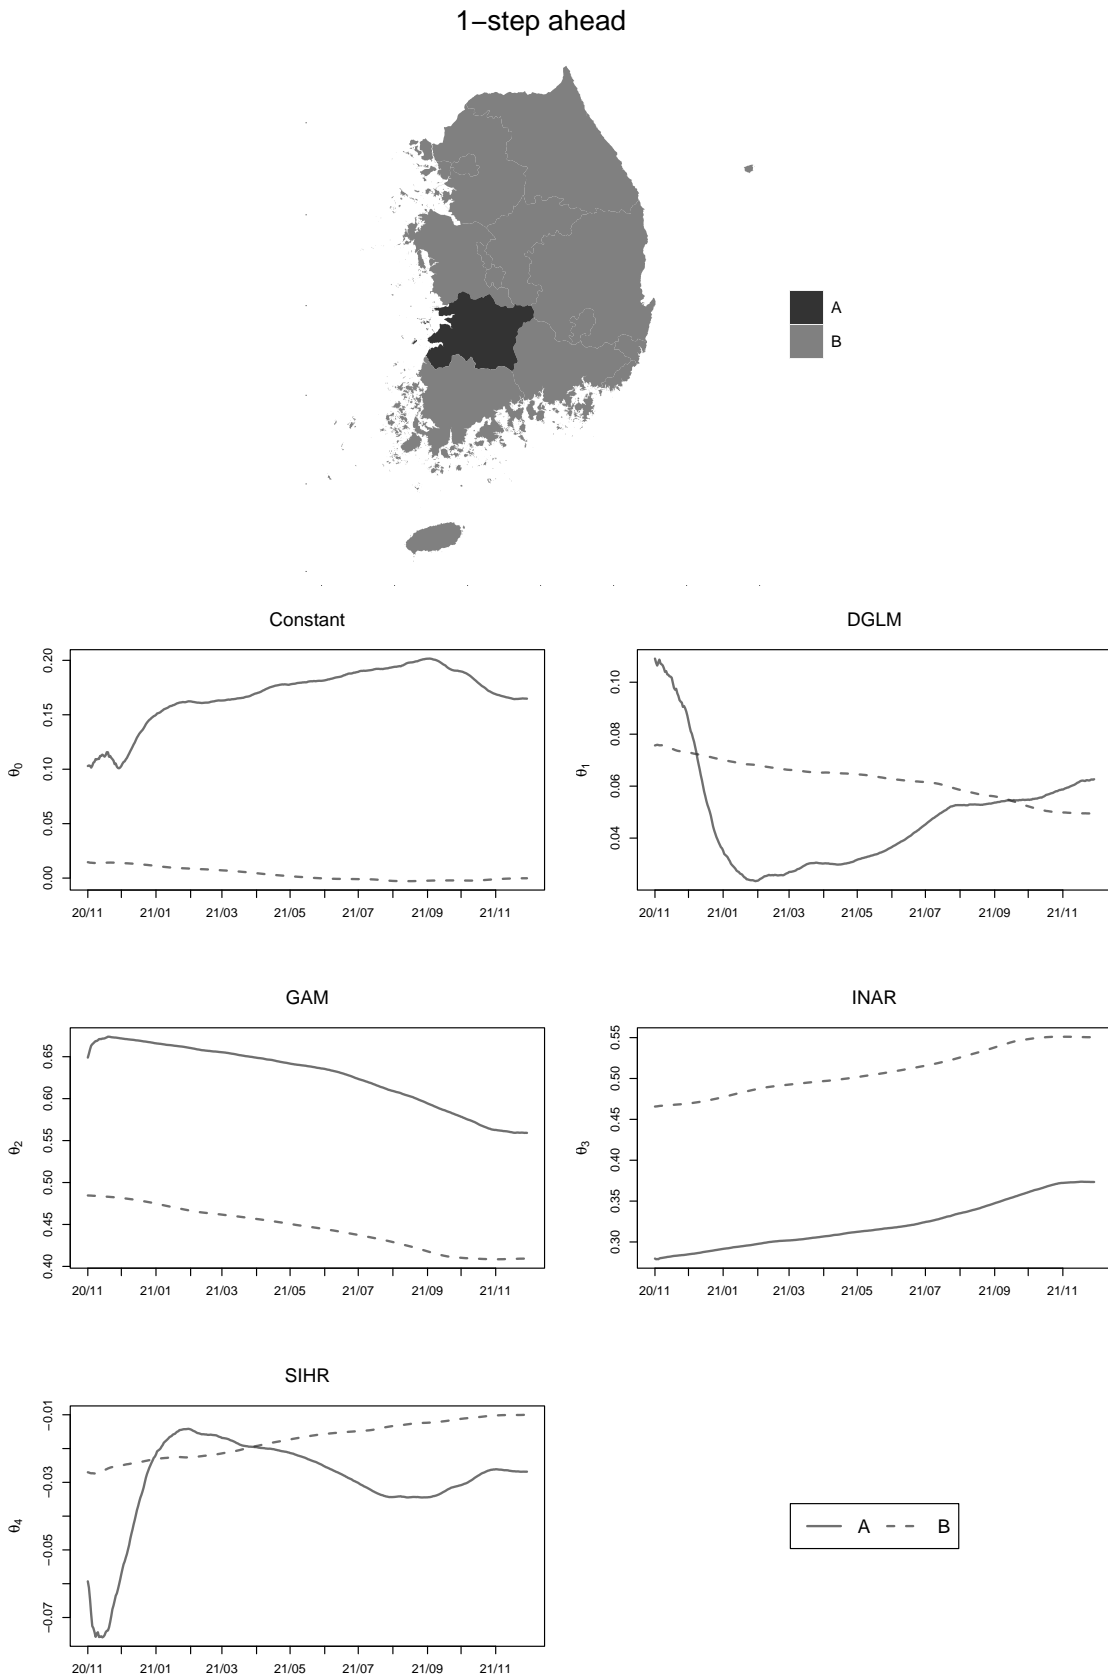 1−step ahead
A
B
Constant
θ0
0.20
0.15
0.10
0.05
0.00
20/11 21/01 21/03 21/05 21/07 21/09 21/11
DGLM
θ1
0.10
0.08
0.06
0.04
20/11 21/01 21/03 21/05 21/07 21/09 21/11
GAM
θ2
0.65
0.60
0.55
0.50
0.45
0.40
20/11 21/01 21/03 21/05 21/07 21/09 21/11
INAR
θ3
0.55
0.50
0.45
0.40
0.35
0.30
20/11 21/01 21/03 21/05 21/07 21/09 21/11
SIHR
θ4
−0.01
−0.03
−0.05
−0.07
20/11 21/01 21/03 21/05 21/07 21/09 21/11
A B